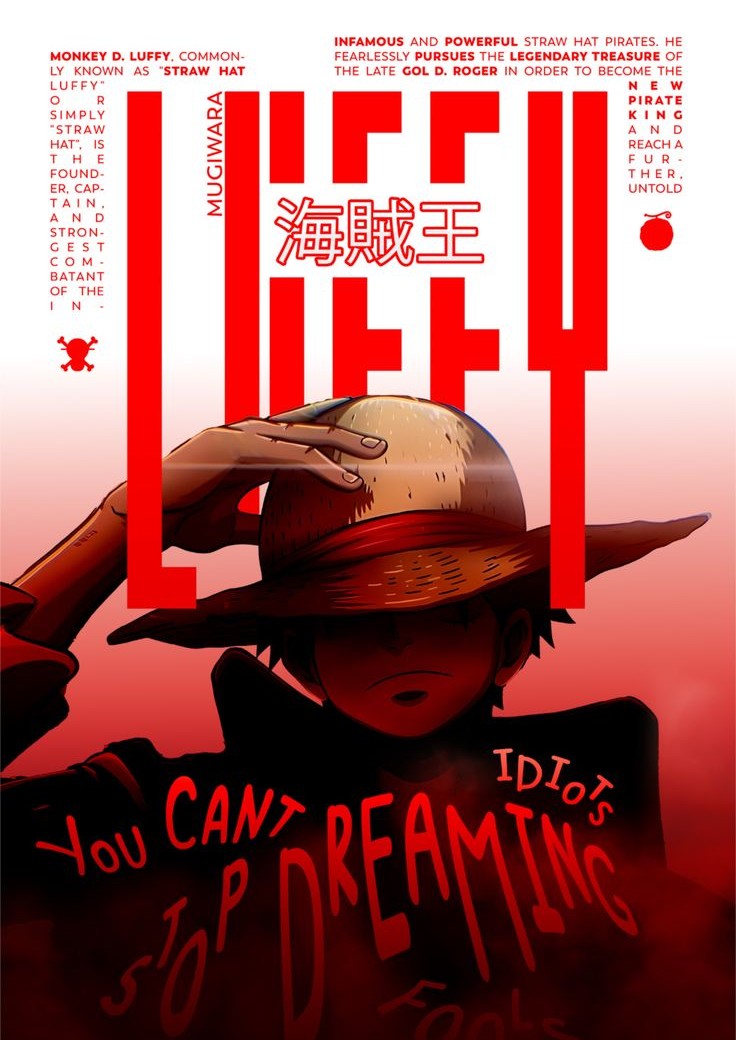 MONKEY D. LUFFY, COMMON-
LY KNOWN AS "STRAW HAT
LUFFY"
OR
SIMPLY
"STRAW
HAT", IS
THE
FOUND-
ER, CAP-
TAIN,
AND
STRON-
GEST
COM-
BATANT
OF THE
IN-
INFAMOUS AND POWERFUL STRAW HAT PIRATES. HE
FEARLESSLY PURSUES THE LEGENDARY TREASURE OF
THE LATE GOL D. ROGER IN ORDER TO BECOME THE
NEW
PIRATE
KING
AND
REACH A
FUR-
THER,
UNTOLD
LUFFY
MUGIWARA
海賊王
YOU CANT
STOP DREAMING
IDIOTS
FOOLS